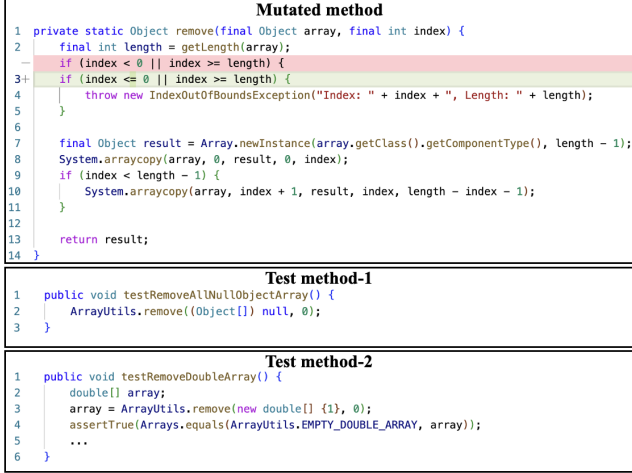 Mutated method
1 private static Object remove(final Object array, final int index) {
2 final int length = getLength(array);
— if (index < 0 || index >= length) {
3+ if (index <= 0 || index >= length) {
4 throw new IndexOutOfBoundsException("Index: " + index + ", Length: " + length);
5 }
6
7 final Object result = Array.newInstance(array.getClass().getComponentType(), length - 1);
8 System.arraycopy(array, 0, result, 0, index);
9 if (index < length - 1) {
10 System.arraycopy(array, index + 1, result, index, length - index - 1);
11 }
12
13 return result;
14 }
Test method-1
1 public void testRemoveAllNullObjectArray() {
2 ArrayUtils.remove((Object[]) null, 0);
3 }
Test method-2
1 public void testRemoveDoubleArray() {
2 double[] array;
3 array = ArrayUtils.remove(new double[] {1}, 0);
4 assertTrue(Arrays.equals(ArrayUtils.EMPTY_DOUBLE_ARRAY, array));
5 ...
6 }